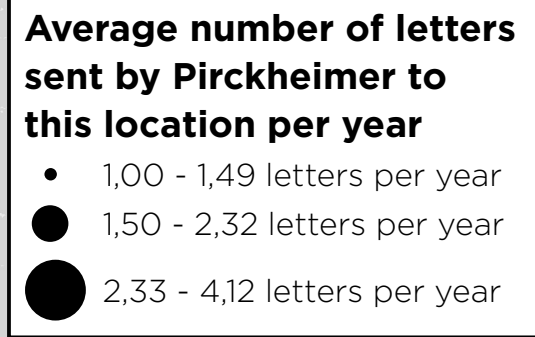 Average number of letters
sent by Pirckheimer to
this location per year
1,00 - 1,49 letters per year
1,50 - 2,32 letters per year
2,33 - 4,12 letters per year